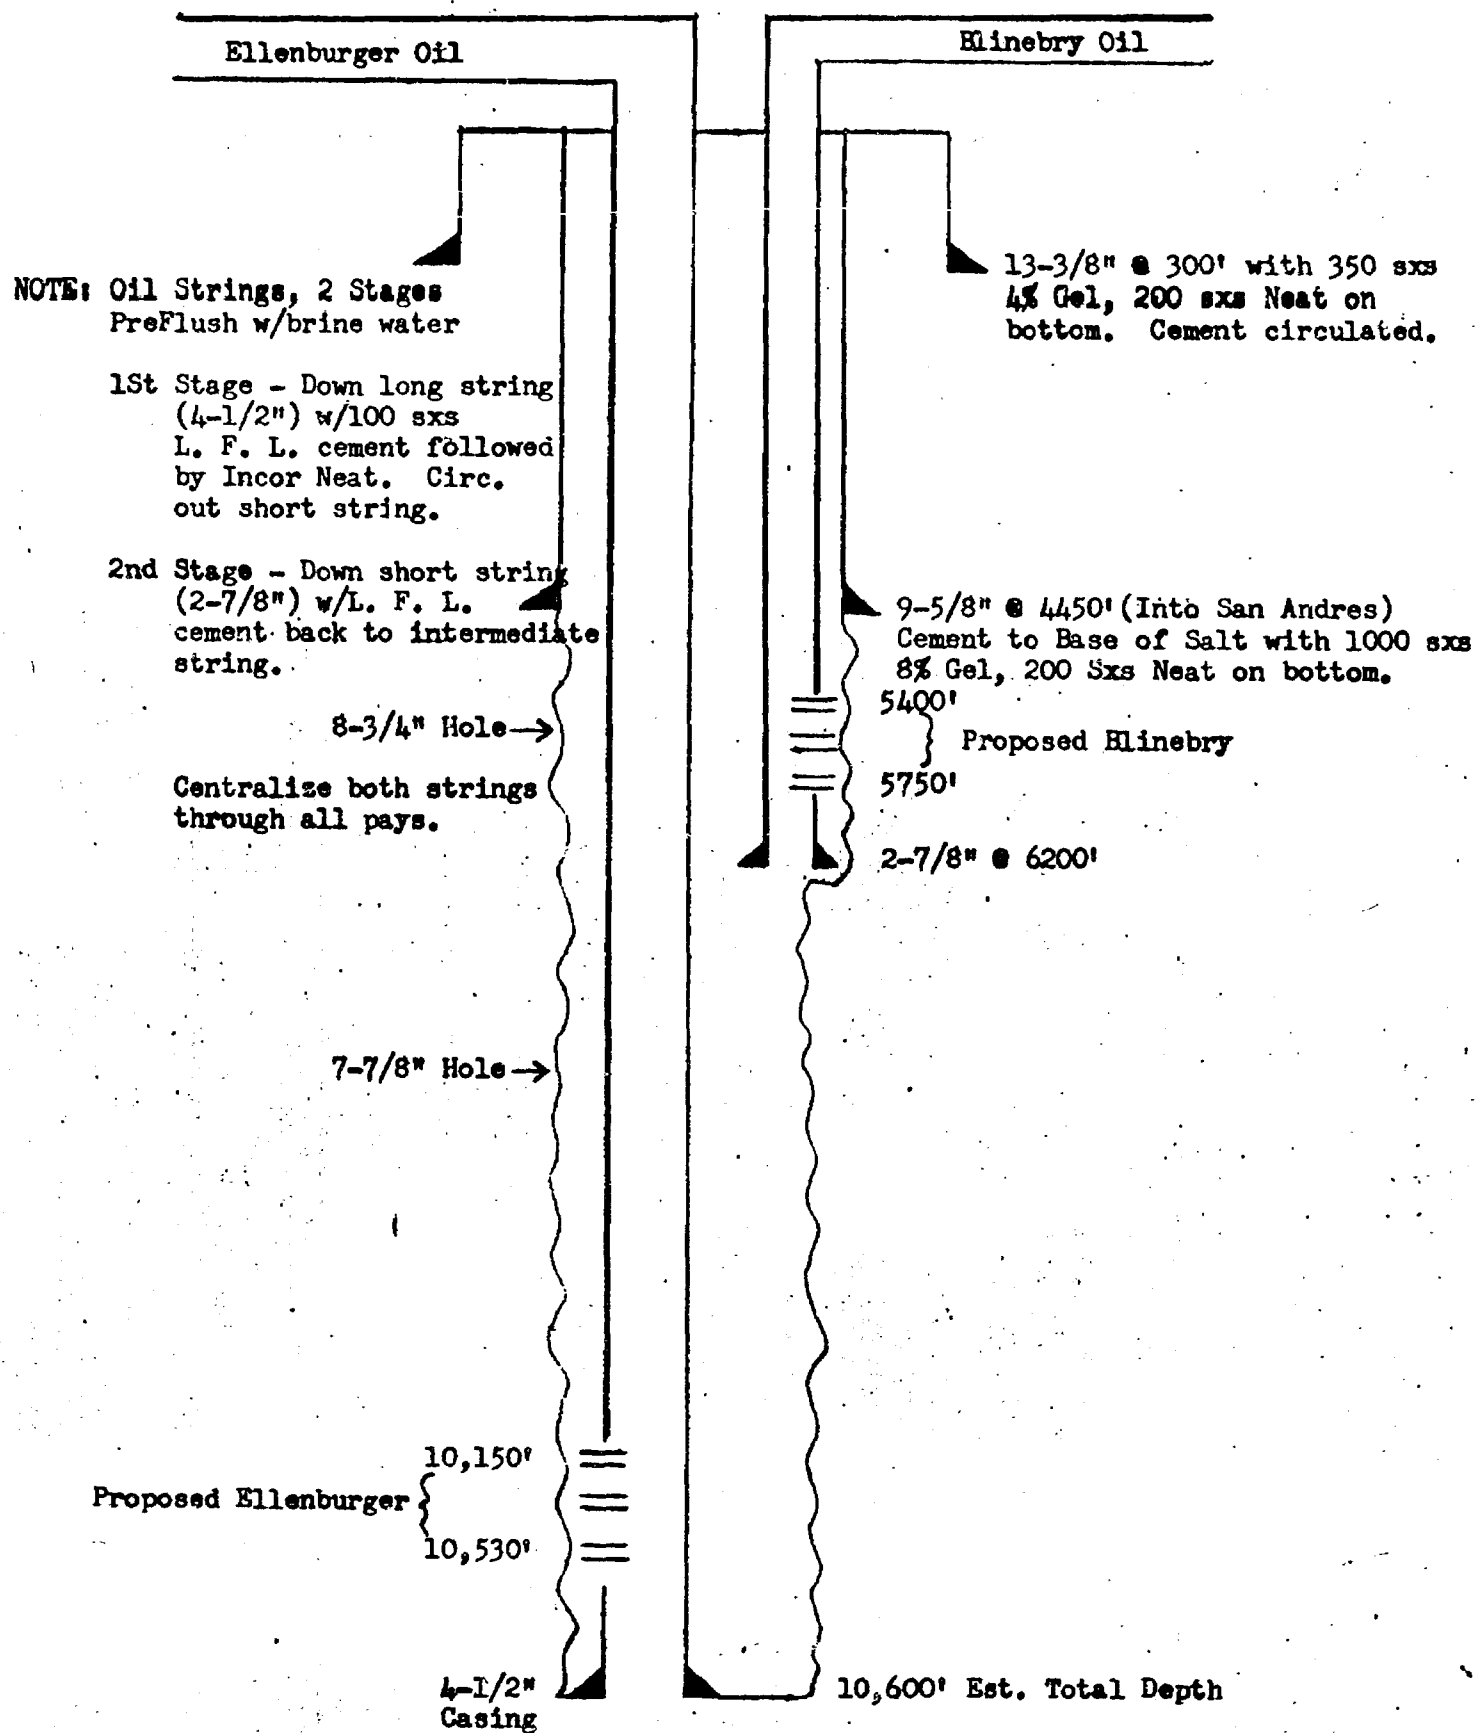 Ellenburger Oil
Blinebry Oil
13-3/8" @ 300' with 350 sxs
4% Gel, 200 sxs Neat on
bottom. Cement circulated.
NOTE: Oil Strings, 2 Stages
PreFlush w/brine water
1St Stage - Down long string
(4-1/2") w/100 sxs
L. F. L. cement followed
by Incor Neat. Circ.
out short string.
2nd Stage - Down short string
(2-7/8") w/L. F. L.
cement back to intermediate
string.
9-5/8" @ 4450' (Into San Andres)
Cement to Base of Salt with 1000 sxs
8% Gel, 200 Sxs Neat on bottom.
5400'
Proposed Blinebry
5750'
8-3/4" Hole→
Centralize both strings
through all pays.
2-7/8" @ 6200'
7-7/8" Hole→
10,150'
Proposed Ellenburger
10,530'
4-1/2"
Casing
10,600' Est. Total Depth